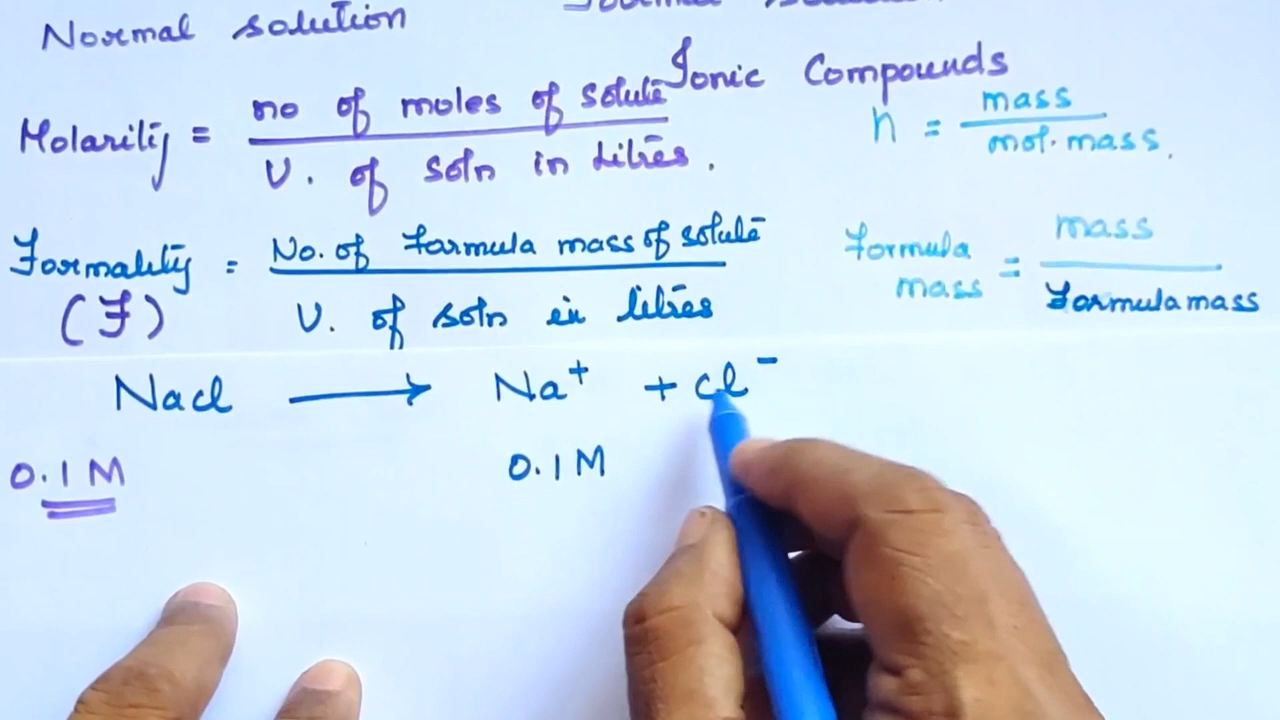 Normal solution
Ionic Compounds
Molarity = no of moles of solute
V. of soln in litres.
n = mass
mol. mass.
Formality = No. of Formula mass of solute
(F) V. of soln in litres
Formula mass = mass
Formula mass
Nacl → Na⁺ + cl⁻
0.1 M 0.1 M